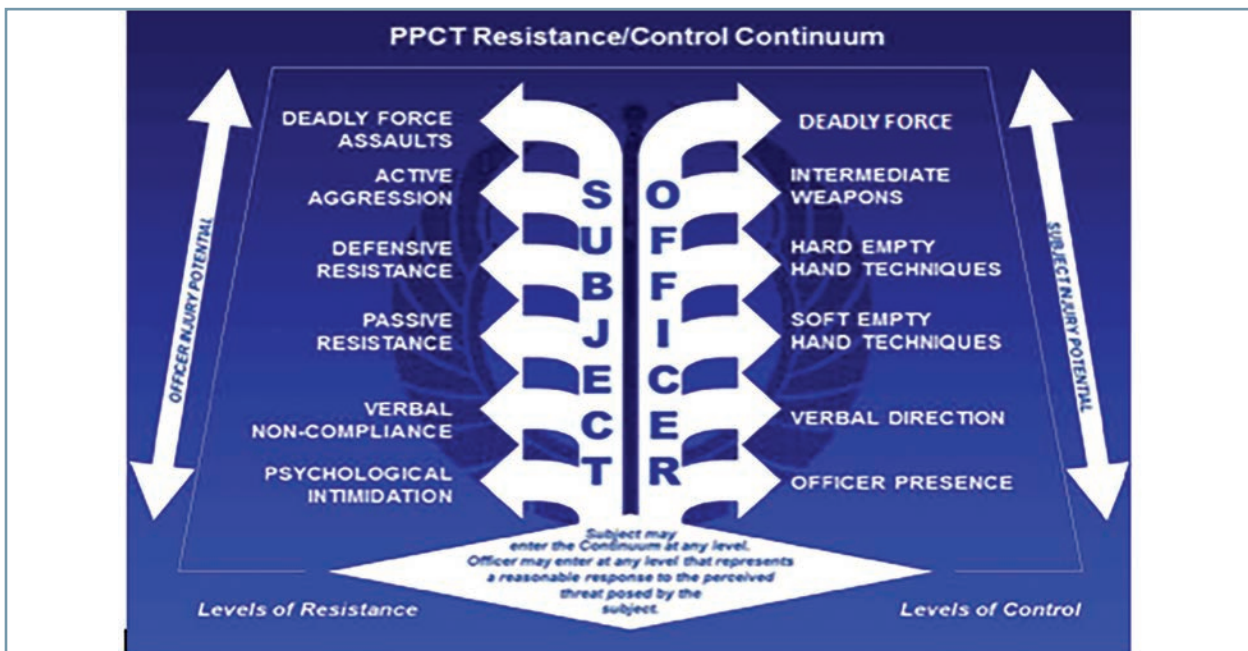 PPCT Resistance/Control Continuum
DEADLY FORCE
ASSAULTS
ACTIVE
AGGRESSION
DEFENSIVE
RESISTANCE
PASSIVE
RESISTANCE
VERBAL
NON-COMPLIANCE
PSYCHOLOGICAL
INTIMIDATION
OFFICER INJURY POTENTIAL
SUBJECT
OFFICER
DEADLY FORCE
INTERMEDIATE
WEAPONS
HARD EMPTY
HAND TECHNIQUES
SOFT EMPTY
HAND TECHNIQUES
VERBAL DIRECTION
OFFICER PRESENCE
SUBJECT INJURY POTENTIAL
Subject may
enter the Continuum at any level.
Officer may enter at any level that represents
a reasonable response to the perceived
threat posed by the
subject.
Levels of Resistance
Levels of Control